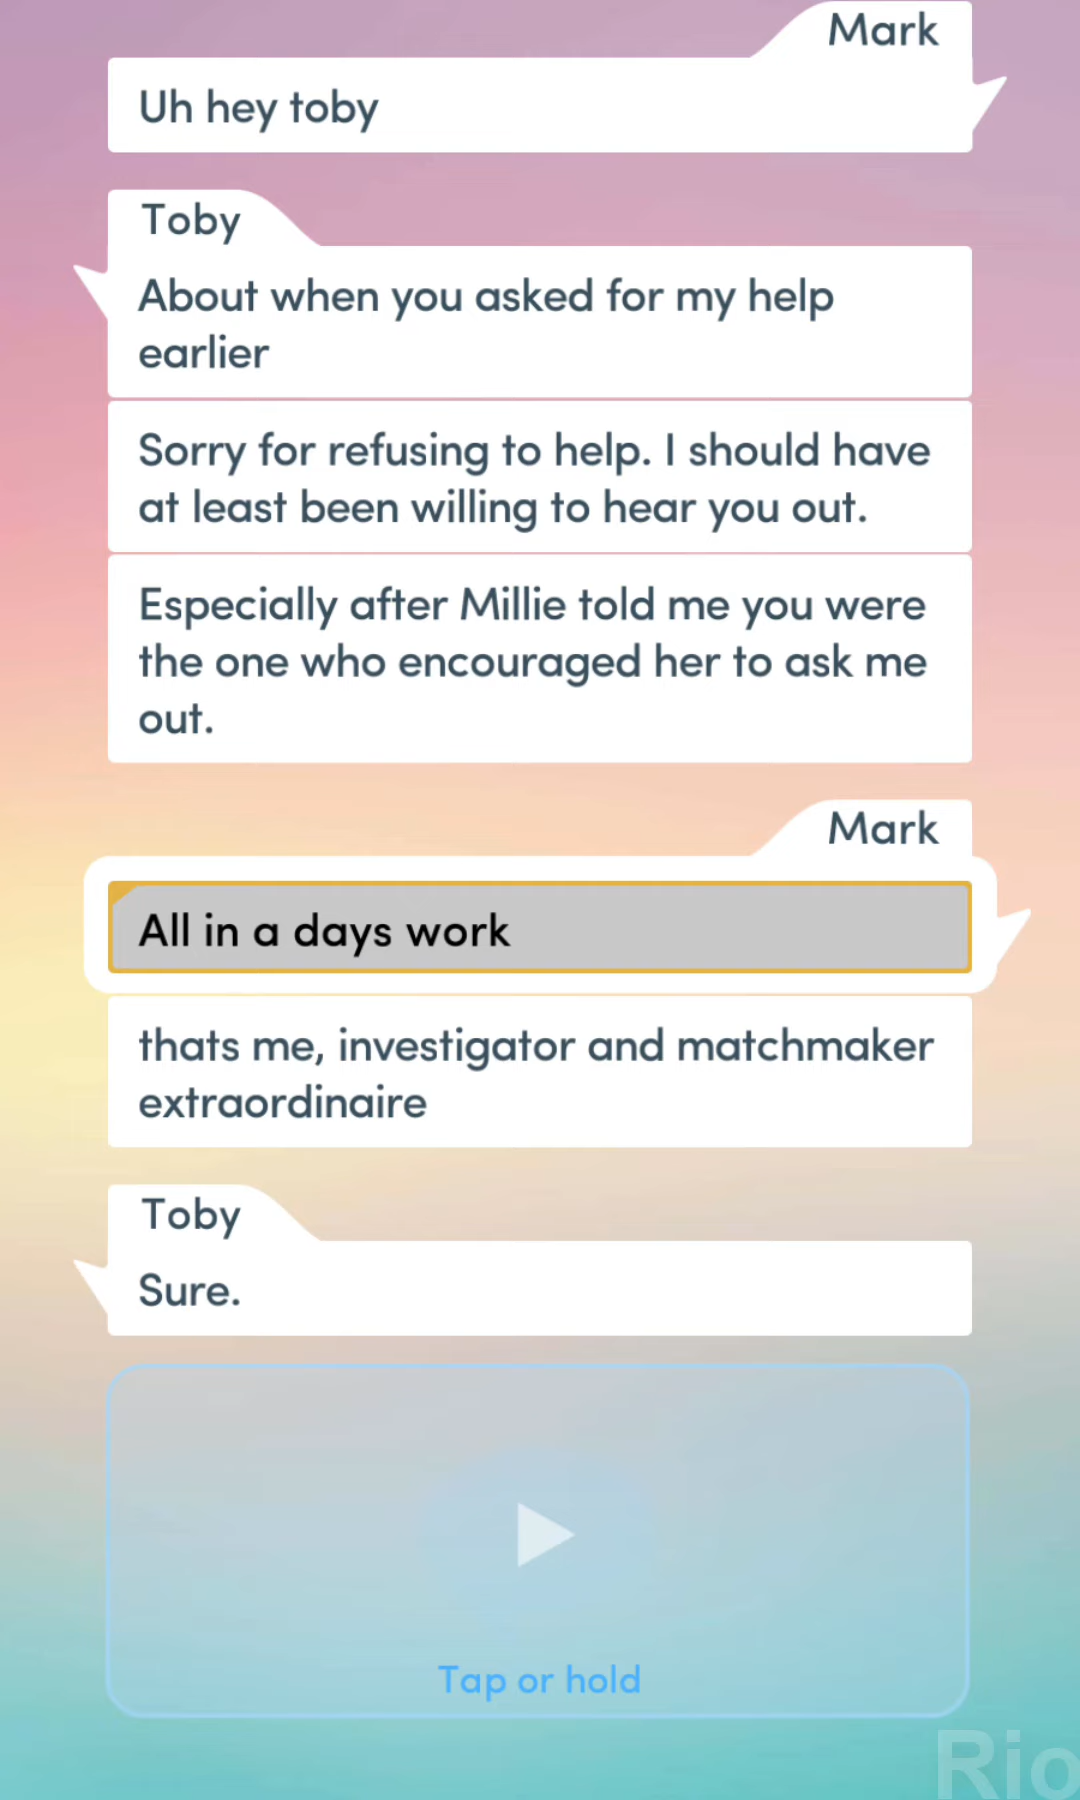 Mark
Uh hey toby
Toby
About when you asked for my help
earlier
Sorry for refusing to help. I should have
at least been willing to hear you out.
Especially after Millie told me you were
the one who encouraged her to ask me
out.
Mark
All in a days work
thats me, investigator and matchmaker
extraordinaire
Toby
Sure.
Tap or hold
Rio